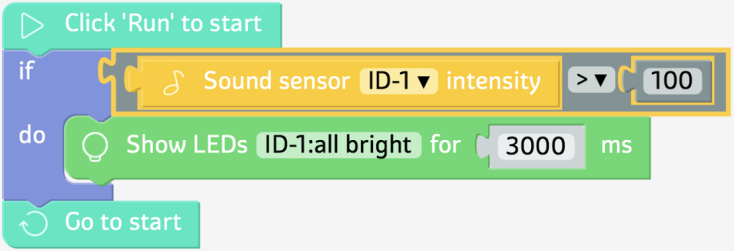 Click 'Run' to start
if Sound sensor ID-1 ▾ intensity > ▾ 100
do Show LEDs ID-1:all bright for 3000 ms
Go to start